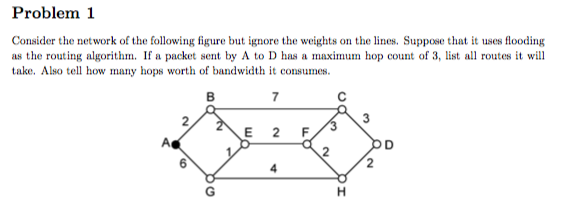 Problem 1
Consider the network of the following figure but ignore the weights on the lines. Suppose that it uses flooding
as the routing algorithm. If a packet sent by A to D has a maximum hop count of 3, list all routes it will
take. Also tell how many hops worth of bandwidth it consumes.
B 7 C
2 2 3 3
E 2 F
A D
6 1 4 2 2
G H